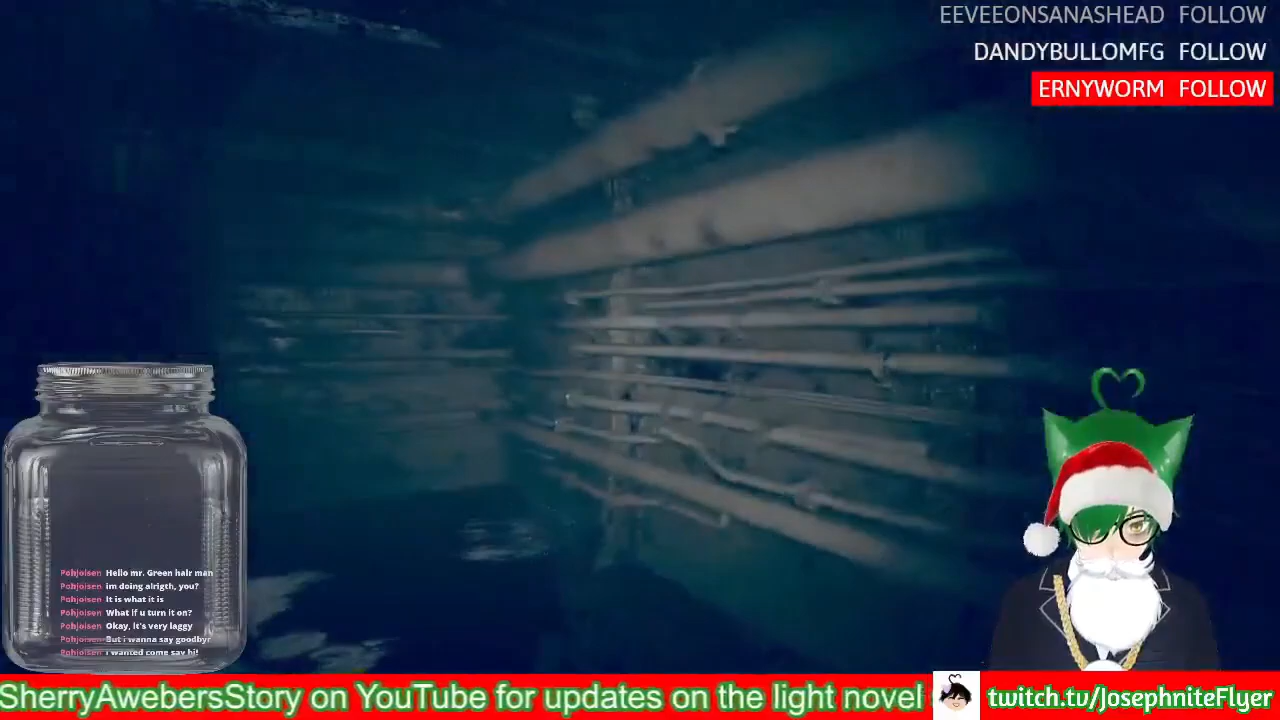 EEVEEONSANASHEAD FOLLOW
DANDYBULLOMFG FOLLOW
ERNYWORM FOLLOW
Pohjoisen Hello mr. Green hair man
Pohjoisen im doing alrigth, you?
Pohjoisen It is what it is
Pohjoisen What if u turn it on?
Pohjoisen Okay, it's very laggy
Pohjoisen But i wanna say goodbyr
Pohjoisen I wanted come say hi!
SherryAwebersStory on YouTube for updates on the light novel
twitch.tv/JosephniteFlyer